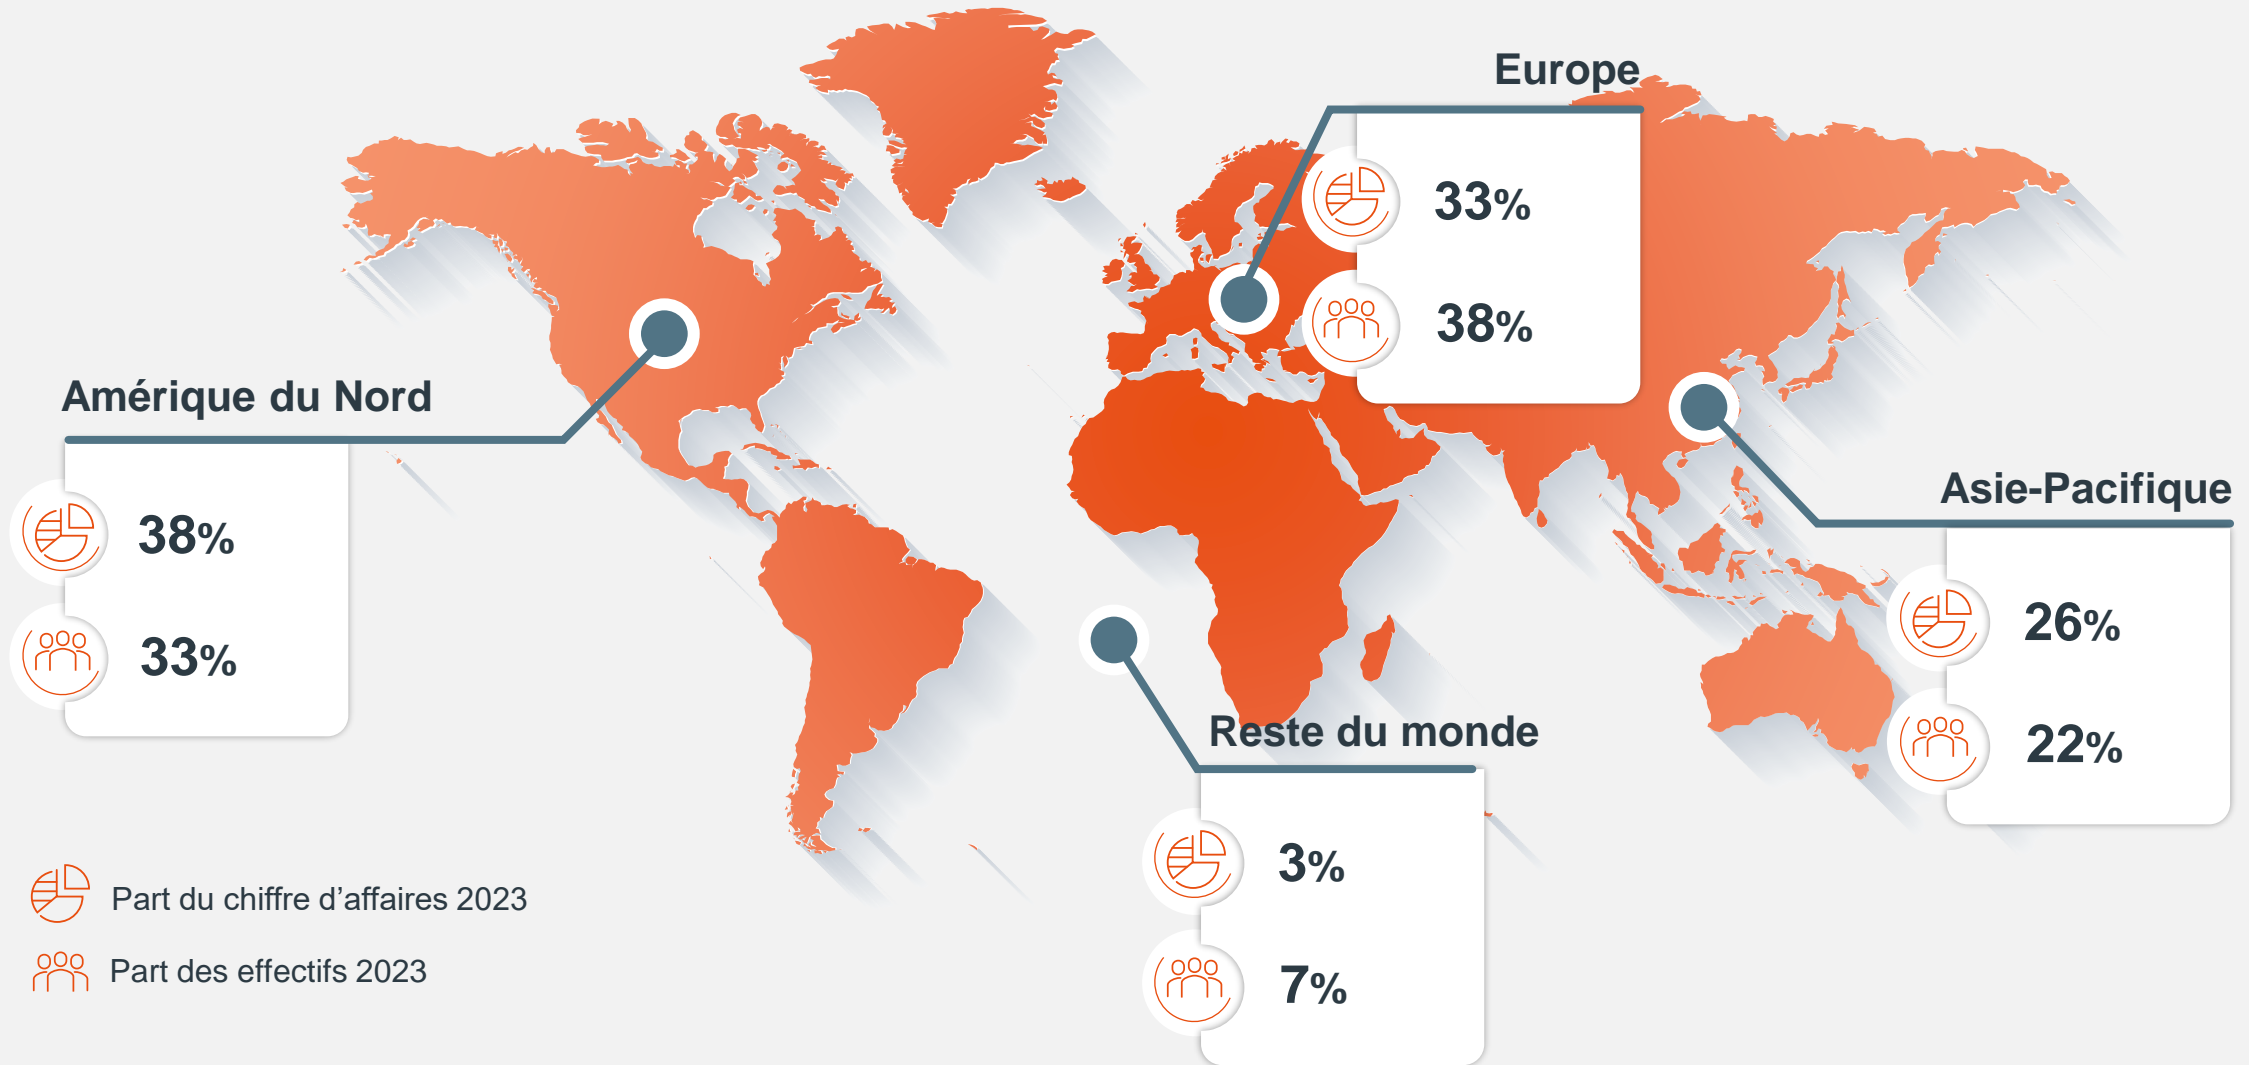 Europe
33%
38%
Amérique du Nord
38%
33%
Asie-Pacifique
26%
22%
Reste du monde
3%
7%
Part du chiffre d’affaires 2023
Part des effectifs 2023